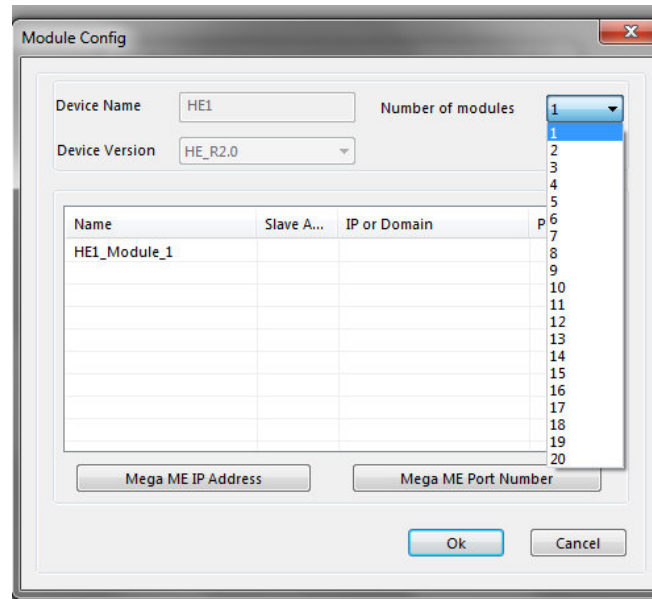 Module Config
Device Name HE1 Number of modules 1
Device Version HE_R2.0
1
2
3
4
5
6
7
8
9
10
11
12
13
14
15
16
17
18
19
20
Name Slave A... IP or Domain P
HE1_Module_1
Mega ME IP Address Mega ME Port Number
Ok Cancel